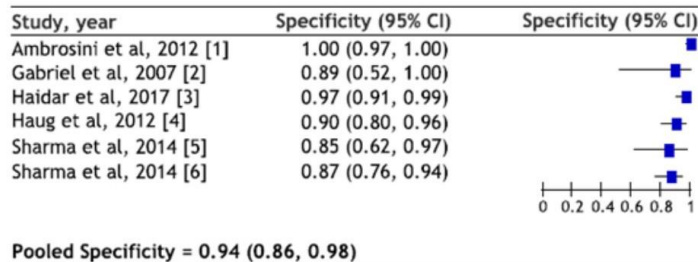 Study, year Specificity (95% CI) Specificity (95% CI)
Ambrosini et al, 2012 [1] 1.00 (0.97, 1.00)
Gabriel et al, 2007 [2] 0.89 (0.52, 1.00)
Haidar et al, 2017 [3] 0.97 (0.91, 0.99)
Haug et al, 2012 [4] 0.90 (0.80, 0.96)
Sharma et al, 2014 [5] 0.85 (0.62, 0.97)
Sharma et al, 2014 [6] 0.87 (0.76, 0.94)
0 0.2 0.4 0.6 0.8 1
Pooled Specificity = 0.94 (0.86, 0.98)